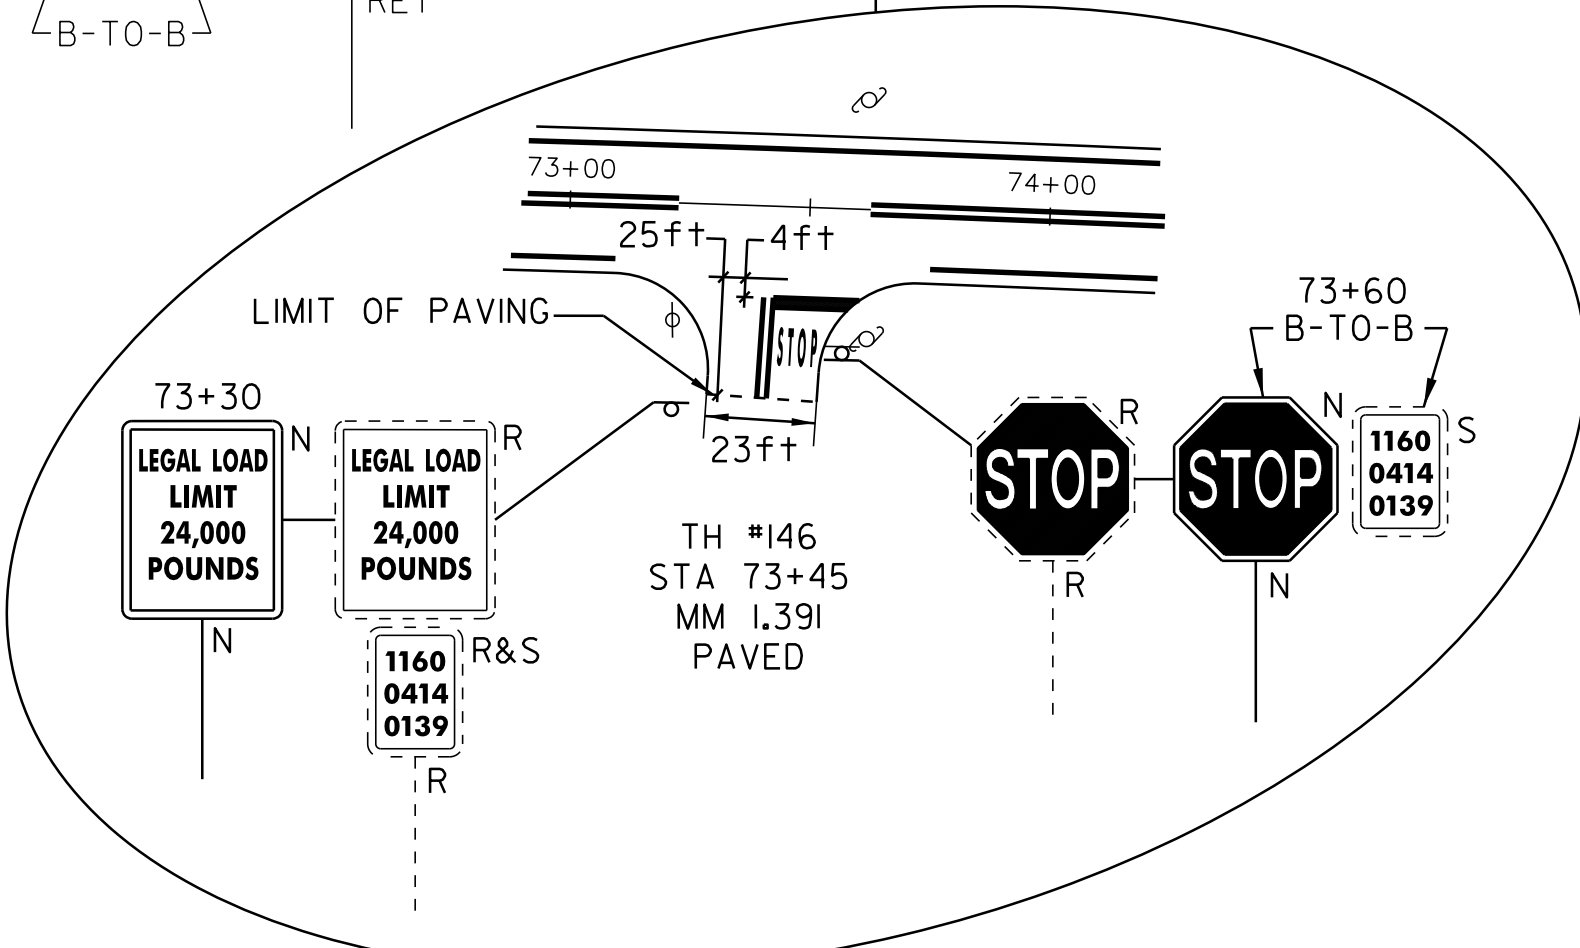 B-TO-B
RET
73+00
74+00
25ft
4ft
LIMIT OF PAVING
STOP
23ft
73+30
N
LEGAL LOAD
LIMIT
24,000
POUNDS
N
R
LEGAL LOAD
LIMIT
24,000
POUNDS
R&S
1160
0414
0139
R
TH #146
STA 73+45
MM 1.391
PAVED
R
STOP
R
73+60
B-TO-B
N
STOP
N
S
1160
0414
0139